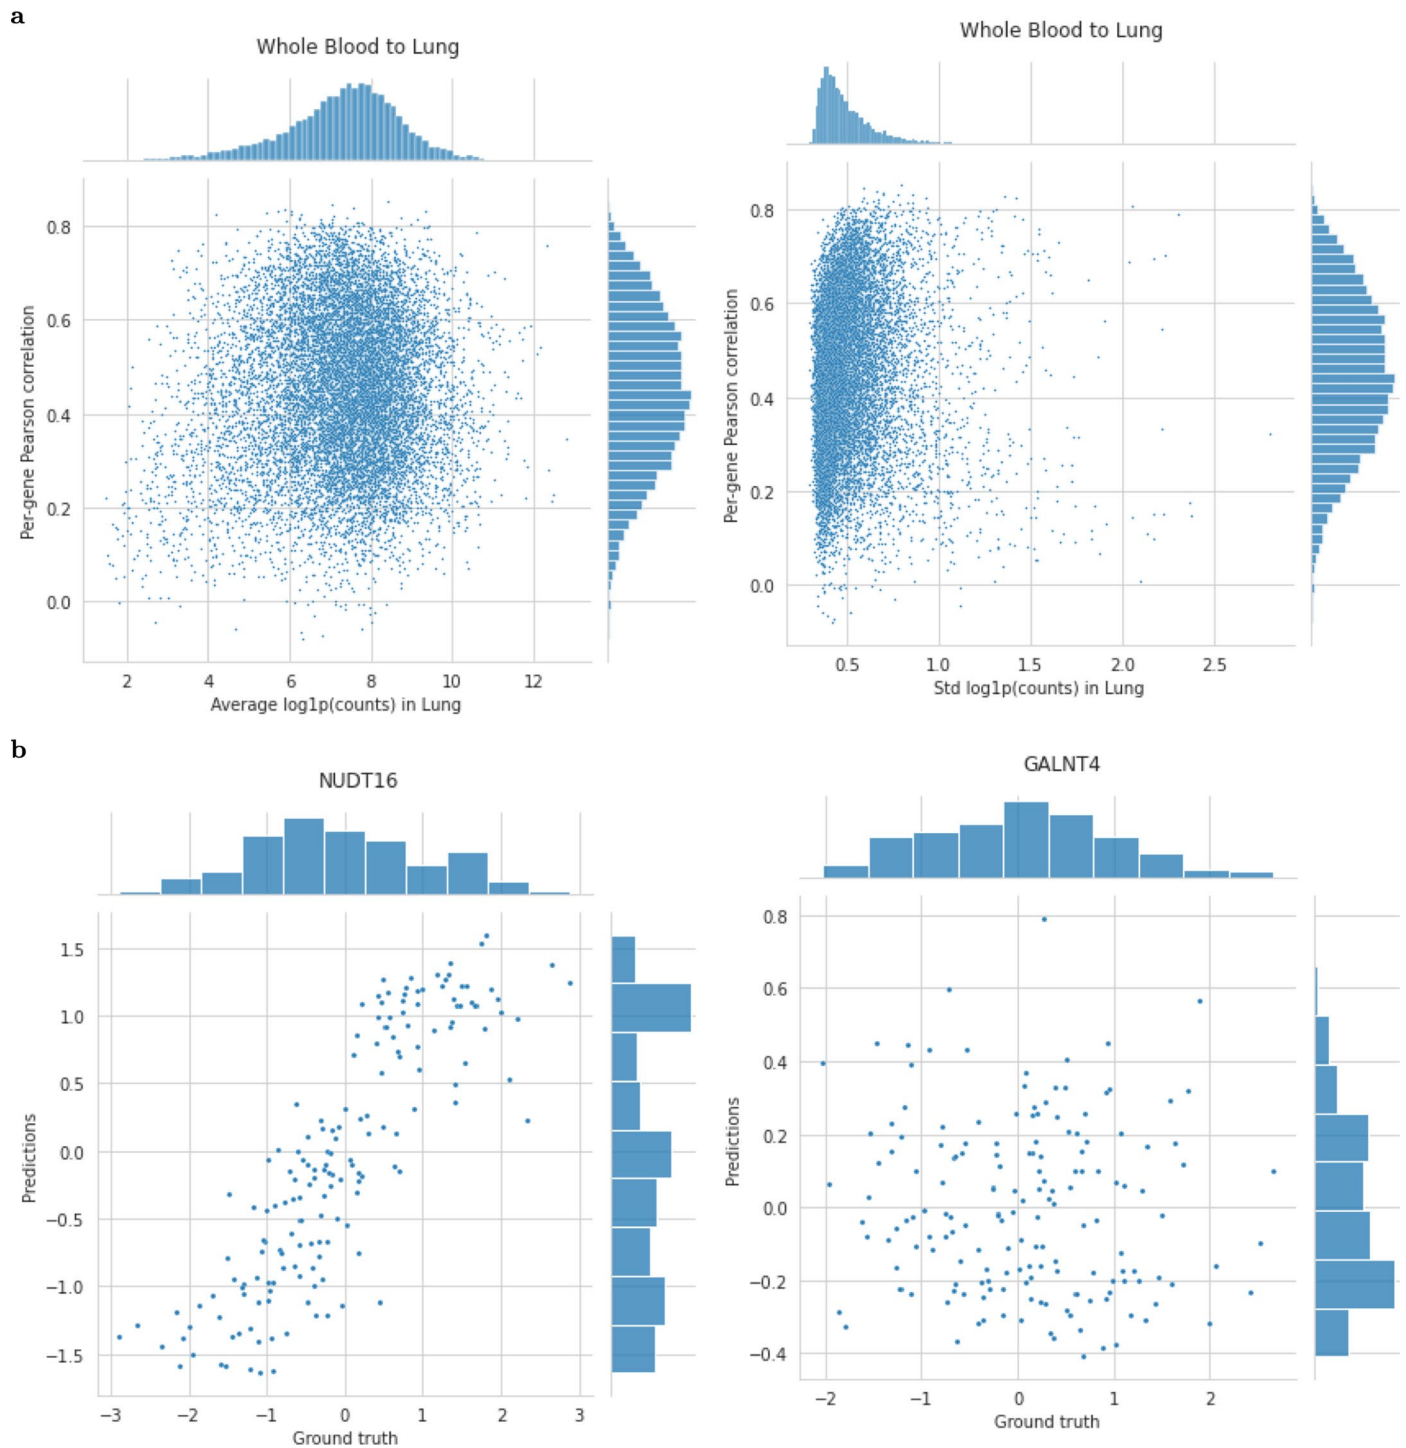 a
Whole Blood to Lung
Whole Blood to Lung
Per-gene Pearson correlation
0.8
0.6
0.4
0.2
0.0
2 4 6 8 10 12
Average log1p(counts) in Lung
Per-gene Pearson correlation
0.8
0.6
0.4
0.2
0.0
0.5 1.0 1.5 2.0 2.5
Std log1p(counts) in Lung
b
NUDT16
GALNT4
Predictions
1.5
1.0
0.5
0.0
−0.5
−1.0
−1.5
−3 −2 −1 0 1 2 3
Ground truth
Predictions
0.8
0.6
0.4
0.2
0.0
−0.2
−0.4
−2 −1 0 1 2
Ground truth